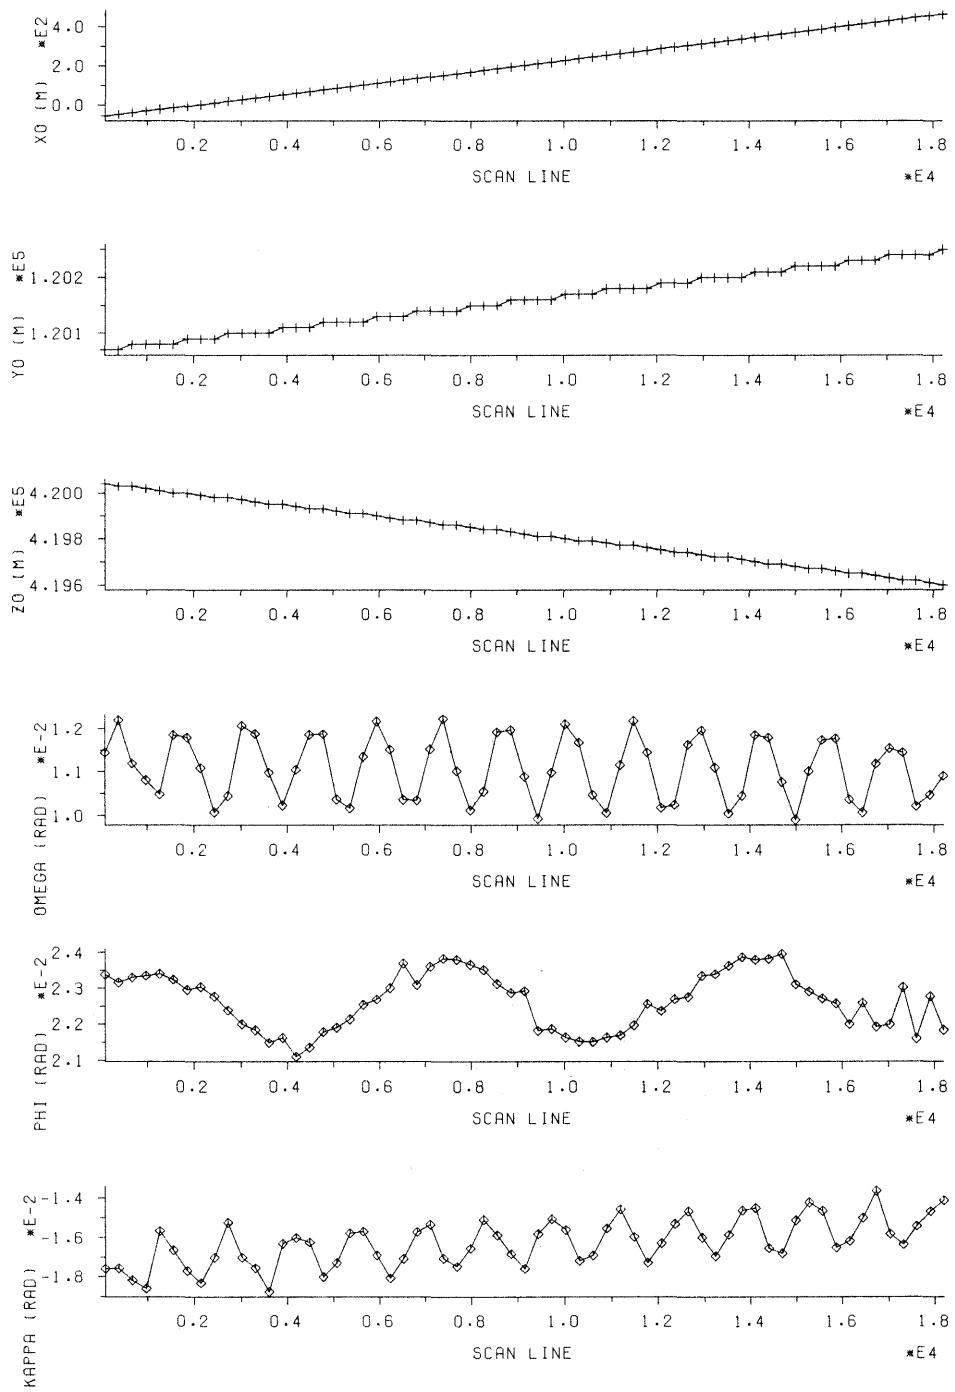 X0 (M) *E2
4.0
2.0
0.0
0.2 0.4 0.6 0.8 1.0 1.2 1.4 1.6 1.8
SCAN LINE *E4
Y0 (M) *E5
1.202
1.201
0.2 0.4 0.6 0.8 1.0 1.2 1.4 1.6 1.8
SCAN LINE *E4
Z0 (M) *E5
4.200
4.198
4.196
0.2 0.4 0.6 0.8 1.0 1.2 1.4 1.6 1.8
SCAN LINE *E4
OMEGA (RAD) *E-2
1.2
1.1
1.0
0.2 0.4 0.6 0.8 1.0 1.2 1.4 1.6 1.8
SCAN LINE *E4
PHI (RAD) *E-2
2.4
2.3
2.2
2.1
0.2 0.4 0.6 0.8 1.0 1.2 1.4 1.6 1.8
SCAN LINE *E4
KAPPA (RAD) *E-2
-1.4
-1.6
-1.8
0.2 0.4 0.6 0.8 1.0 1.2 1.4 1.6 1.8
SCAN LINE *E4